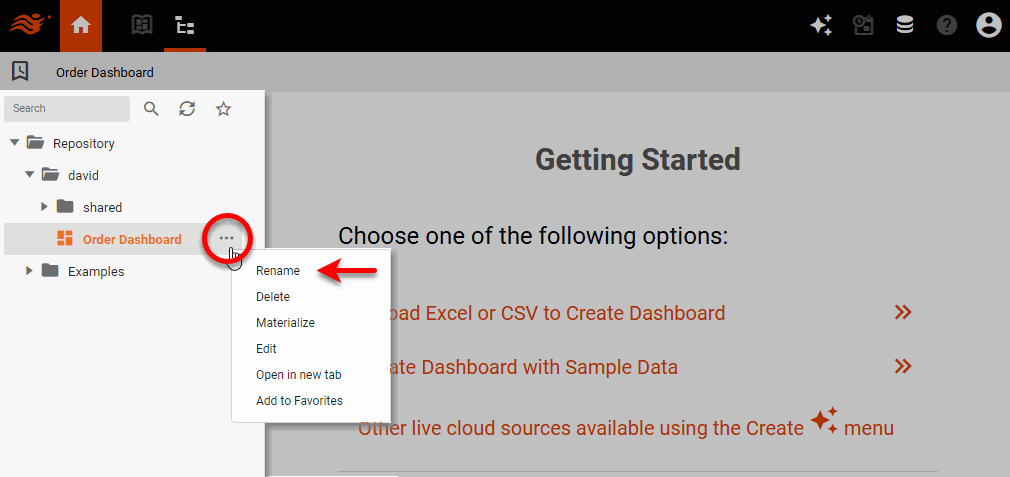 Order Dashboard
Search
Repository
david
shared
Order Dashboard
Examples
Rename
Delete
Materialize
Edit
Open in new tab
Add to Favorites
Getting Started
Choose one of the following options:
oad Excel or CSV to Create Dashboard
ate Dashboard with Sample Data
Other live cloud sources available using the Create menu